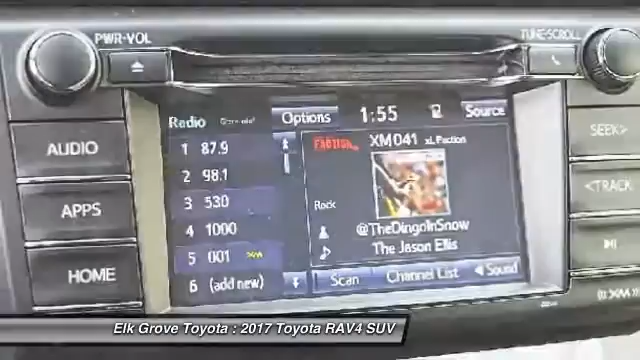 PWR-VOL
TUNE-SCROLL
AUDIO
APPS
HOME
Radio
Options
1:55
Source
1 87.9
2 98.1
3 530
4 1000
5 001
6 (add new)
FACTION
XM041 xL Faction
Rock
@TheDingoInSnow
The Jason Ellis
Scan
Channel List
Sound
SEEK>
<TRACK
Elk Grove Toyota : 2017 Toyota RAV4 SUV